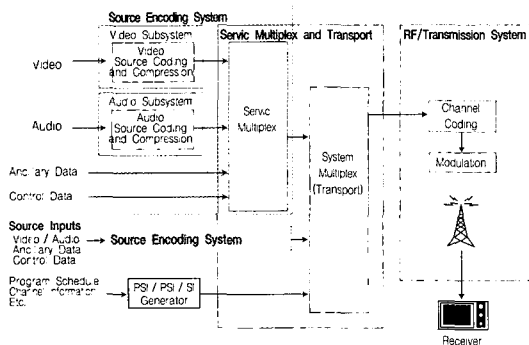 Source Encoding System
Video Subsystem
Video
Source Coding
and Compression
Video
Audio Subsystem
Audio
Source Coding
and Compression
Audio
Ancillary Data
Control Data
Servic Multiplex and Transport
Servic
Multiplex
System
Multiplex
(Transport)
RF/Transmission System
Channel
Coding
Modulation
Receiver
Source Inputs
Video / Audio
Ancillary Data
Control Data
Source Encoding System
Program Schedule
Channel Information
Etc.
PSI / PSI / SI
Generator